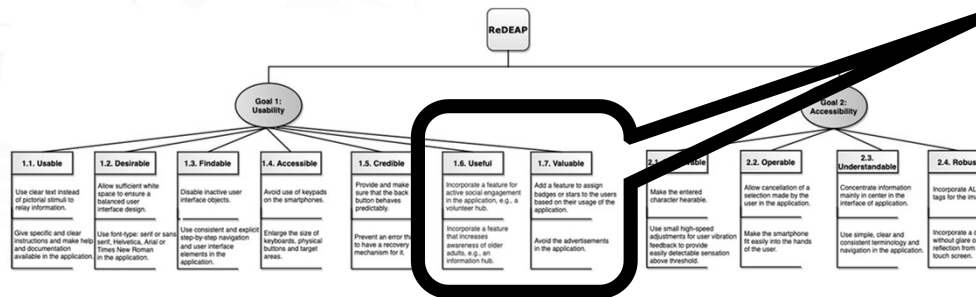 ReDEAP
Goal 1:
Usability
Goal 2:
Accessibility
1.1. Usable
Use clear text instead
of pictorial stimuli to
relay information.
Give specific and clear
instructions and make help
and documentation
available in the application.
1.2. Desirable
Allow sufficient white
space to ensure a
balanced user
interface design.
Use font-type: serif or sans
serif, Helvetica, Arial or
Times New Roman
in the application.
1.3. Findable
Disable inactive user
interface objects.
Use consistent and explicit
step-by-step navigation
and user interface
elements in the
application.
1.4. Accessible
Avoid use of keypads
on the smartphones.
Enlarge the size of
keyboards, physical
buttons and target
areas.
1.5. Credible
Provide and make
sure that the back
button behaves
predictably.
Prevent an error
to have a recovery
mechanism for it.
1.6. Useful
Incorporate a feature for
active social engagement
in the application, e.g., a
volunteer hub.
Incorporate a feature
that increases
awareness of older
adults, e.g., an
information hub.
1.7. Valuable
Add a feature to assign
badges or stars to the users
based on their usage of the
application.
Avoid the advertisements
in the application.
2.1.
Make the entered
character hearable.
Use small high-speed
adjustments for user vibration
feedback to provide
easily detectable sensation
above threshold.
2.2. Operable
Allow cancellation of a
selection made by the
user in the application.
Make the smartphone
fit easily into the hands
of the user.
2.3.
Understandable
Concentrate information
mainly in center in the
interface of application.
Use simple, clear and
consistent terminology and
navigation in the application.
2.4.
Incorporate
tags for the
Incorporate a
without glare
reflection from
touch screen.